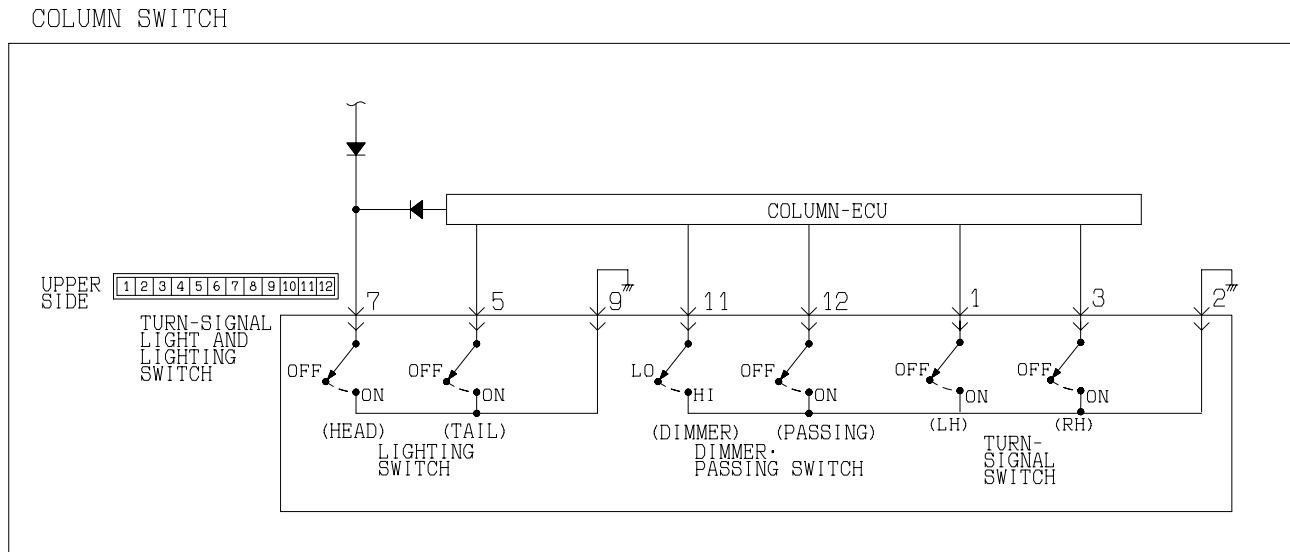 COLUMN SWITCH
COLUMN-ECU
UPPER
SIDE
1 2 3 4 5 6 7 8 9 10 11 12
7 5 9 11 12 1 3 2
TURN-SIGNAL
LIGHT AND
LIGHTING
SWITCH
OFF ON
OFF ON
LO HI
OFF ON
OFF ON
OFF ON
(HEAD) (TAIL)
LIGHTING
SWITCH
(DIMMER) (PASSING)
DIMMER·
PASSING SWITCH
(LH) (RH)
TURN-
SIGNAL
SWITCH